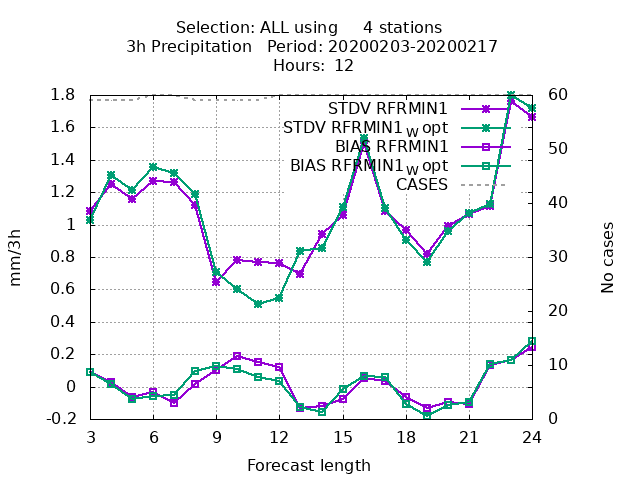 Selection: ALL using 4 stations
3h Precipitation Period: 20200203-20200217
Hours: 12
STDV RFRMIN1
STDV RFRMIN1w opt
BIAS RFRMIN1
BIAS RFRMIN1w opt
CASES
1.8
1.6
1.4
1.2
1
0.8
0.6
0.4
0.2
0
-0.2
mm/3h
60
50
40
30
20
10
0
No cases
3 6 9 12 15 18 21 24
Forecast length